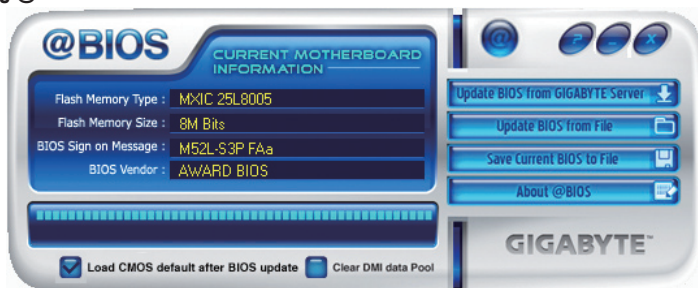 @BIOS
CURRENT MOTHERBOARD
INFORMATION
Flash Memory Type : MXIC 25L8005
Flash Memory Size : 8M Bits
BIOS Sign on Message : M52L-S3P FAa
BIOS Vendor : AWARD BIOS
Load CMOS default after BIOS update Clear DMI data Pool
@ ? - X
Update BIOS from GIGABYTE Server
Update BIOS from File
Save Current BIOS to File
About @BIOS
GIGABYTE™